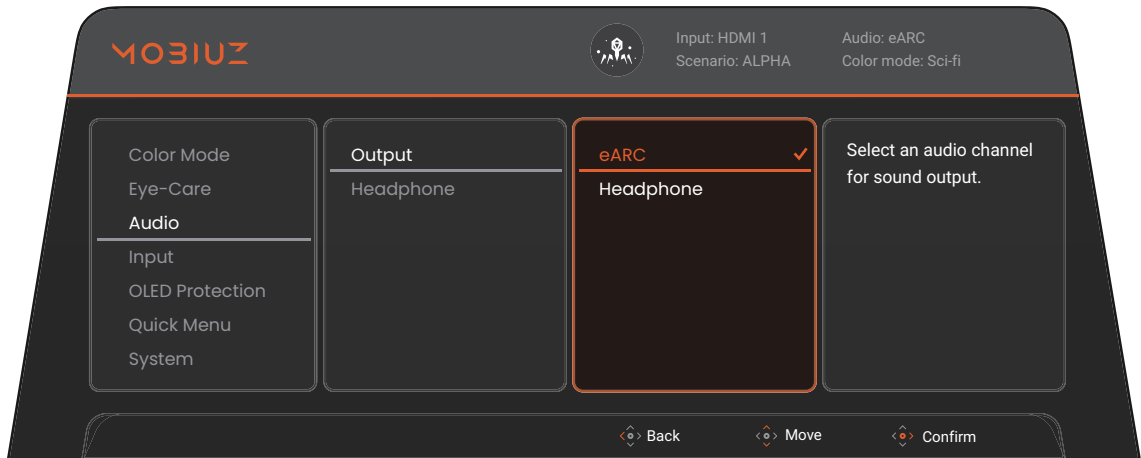 MOBIUZ
Input: HDMI 1
Audio: eARC
Scenario: ALPHA
Color mode: Sci-fi
Color Mode
Eye-Care
Audio
Input
OLED Protection
Quick Menu
System
Output
Headphone
eARC
Headphone
Select an audio channel
for sound output.
Back
Move
Confirm